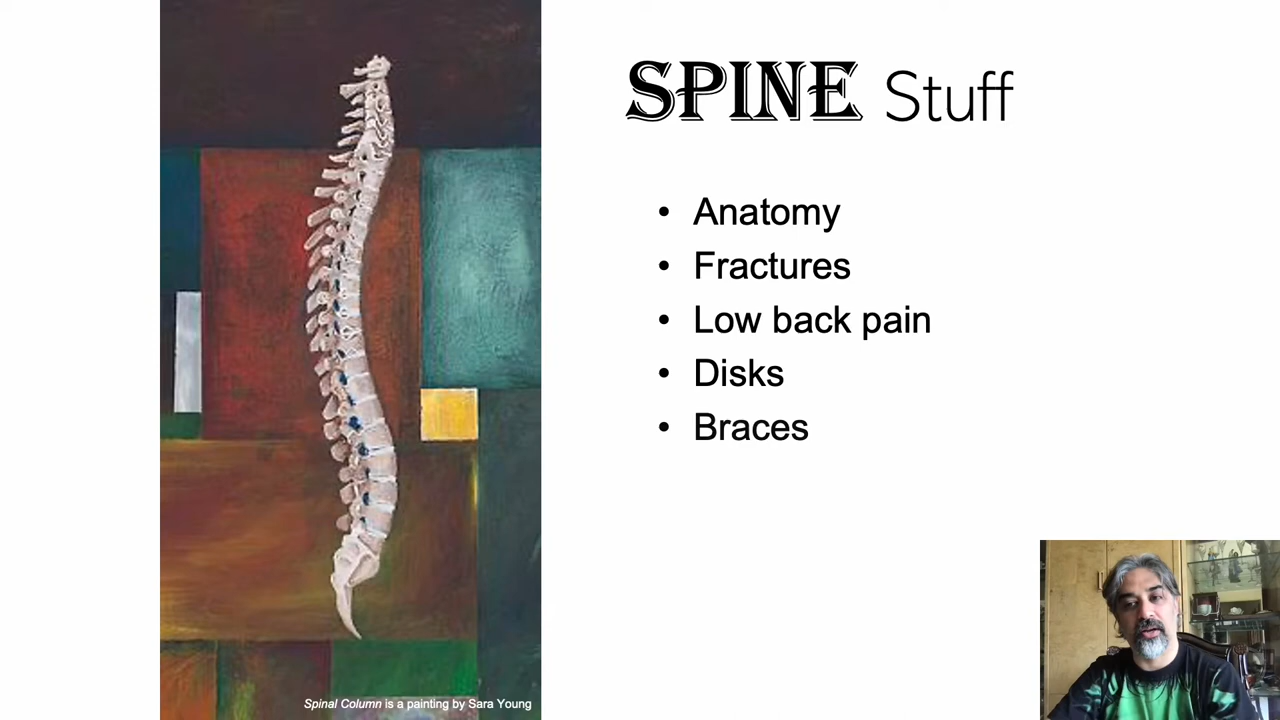 SPINE Stuff
• Anatomy
• Fractures
• Low back pain
• Disks
• Braces
Spinal Column is a painting by Sara Young